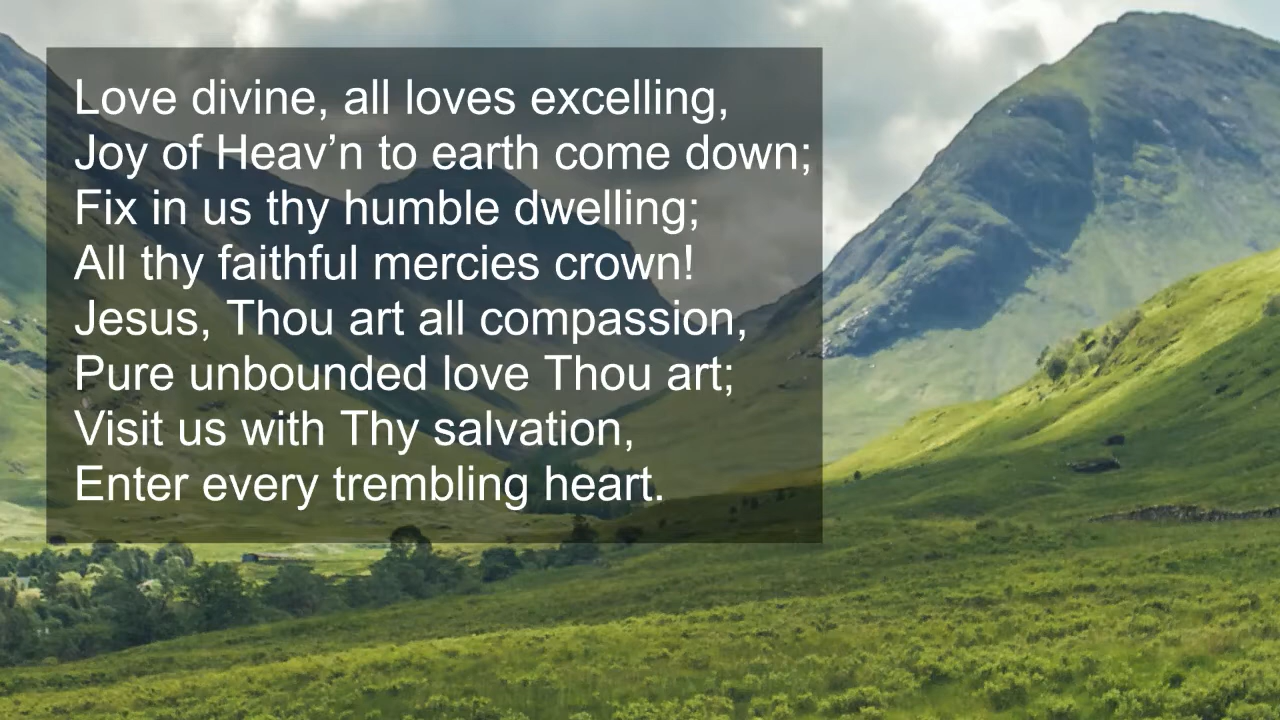 Love divine, all loves excelling,
Joy of Heav’n to earth come down;
Fix in us thy humble dwelling;
All thy faithful mercies crown!
Jesus, Thou art all compassion,
Pure unbounded love Thou art;
Visit us with Thy salvation,
Enter every trembling heart.